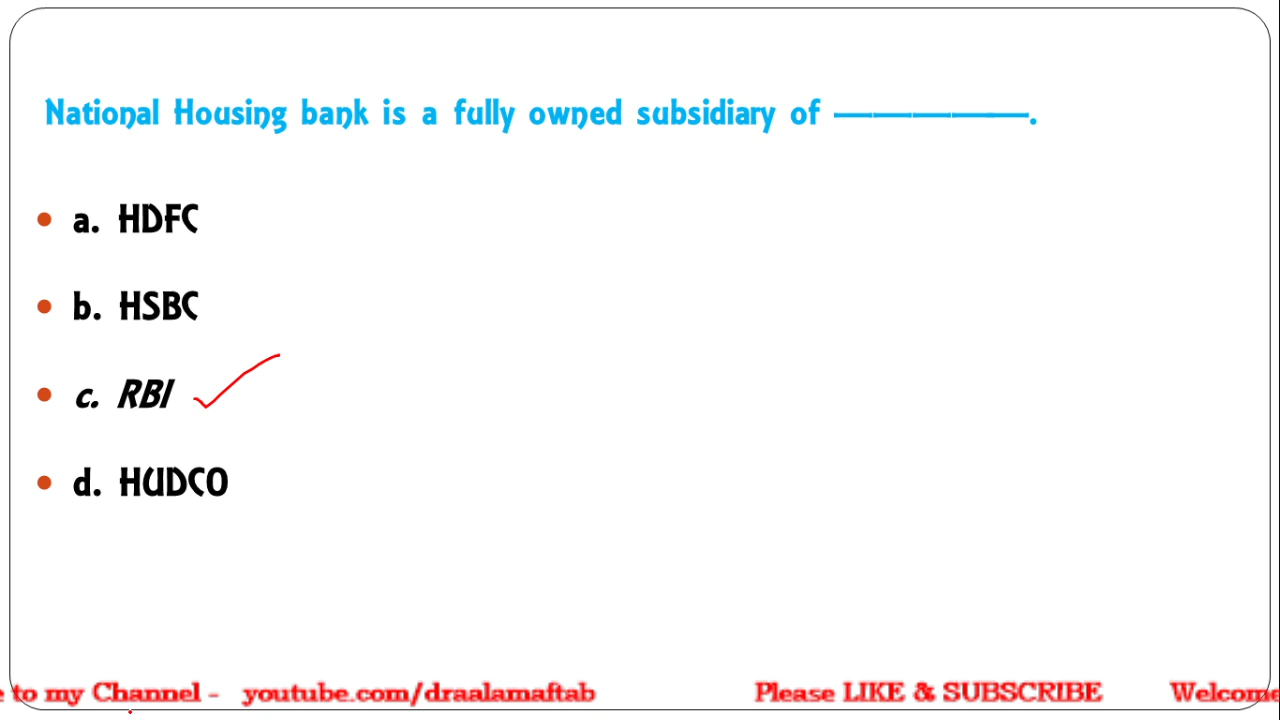 National Housing bank is a fully owned subsidiary of —————.
• a. HDFC
• b. HSBC
• c. RBI
• d. HUDCO
e to my Channel - youtube.com/draalamaftab Please LIKE & SUBSCRIBE Welcome